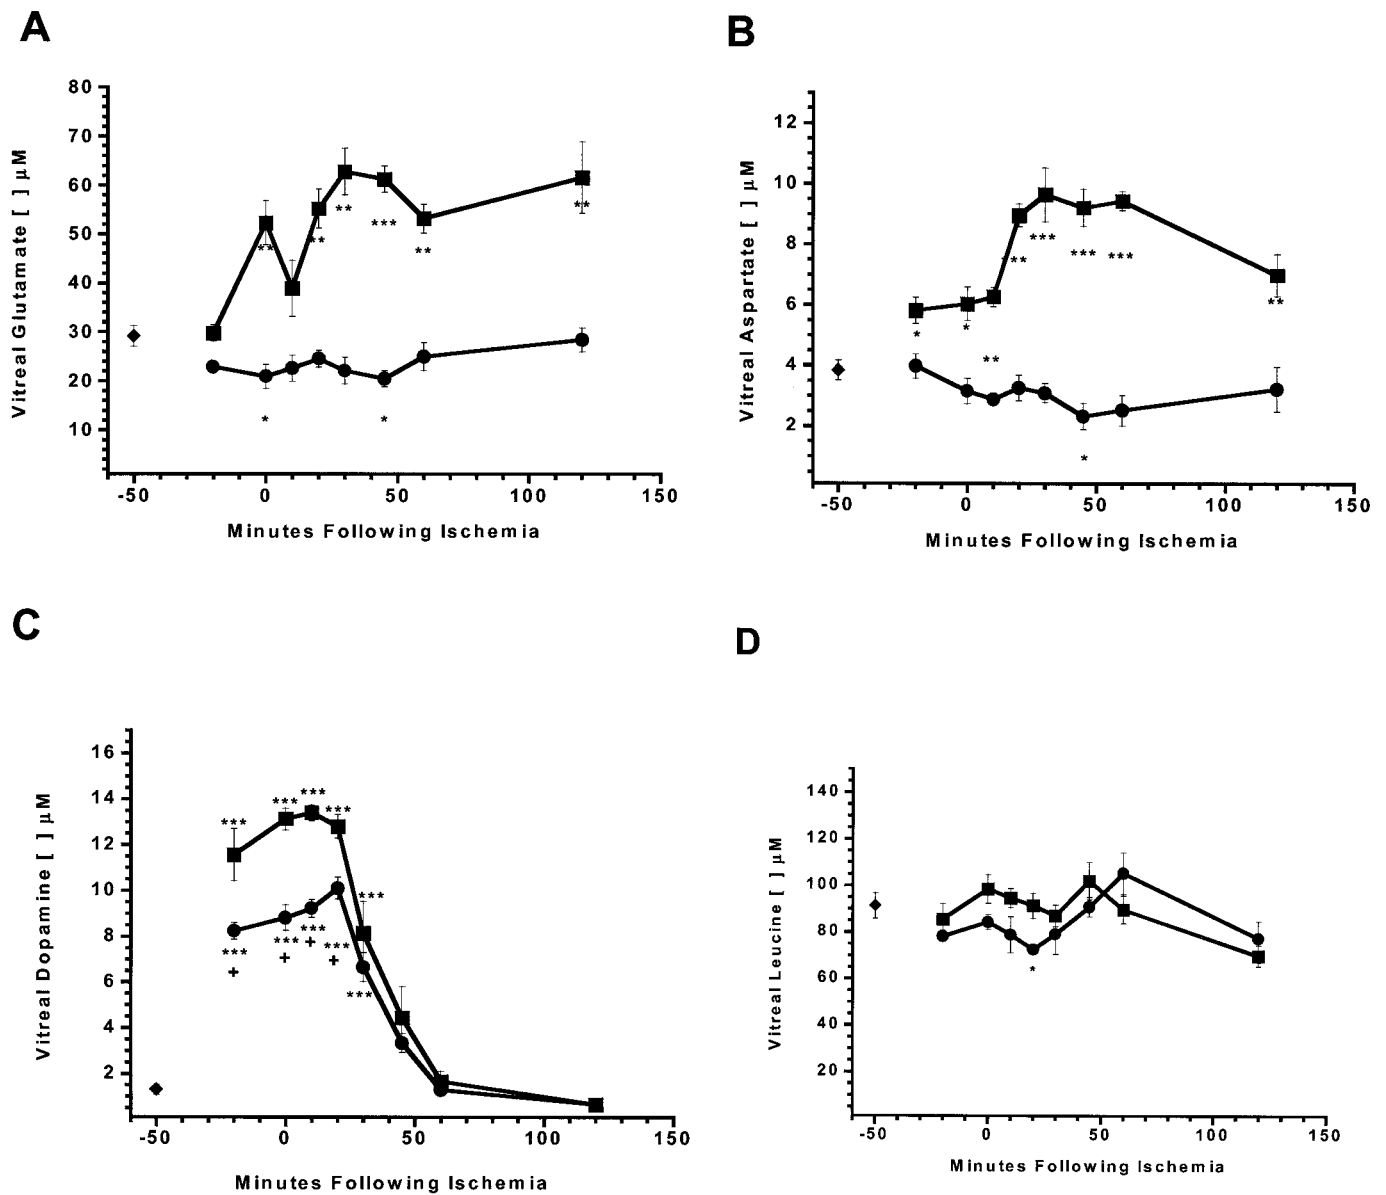 A
Vitreal Glutamate [ ] µM
80
70
60
50
40
30
20
10
** ** ** *** ** **
* *
-50 0 50 100 150
Minutes Following Ischemia
B
Vitreal Aspartate [ ] µM
12
10
8
6
4
2
* * ** *** *** *** *** **
*
-50 0 50 100 150
Minutes Following Ischemia
C
Vitreal Dopamine [ ] µM
16
14
12
10
8
6
4
2
*** *** *** *** ***
*** *** *** *** ***
+ + + +
-50 0 50 100 150
Minutes Following Ischemia
D
Vitreal Leucine [ ] µM
140
120
100
80
60
40
20
*
-50 0 50 100 150
Minutes Following Ischemia